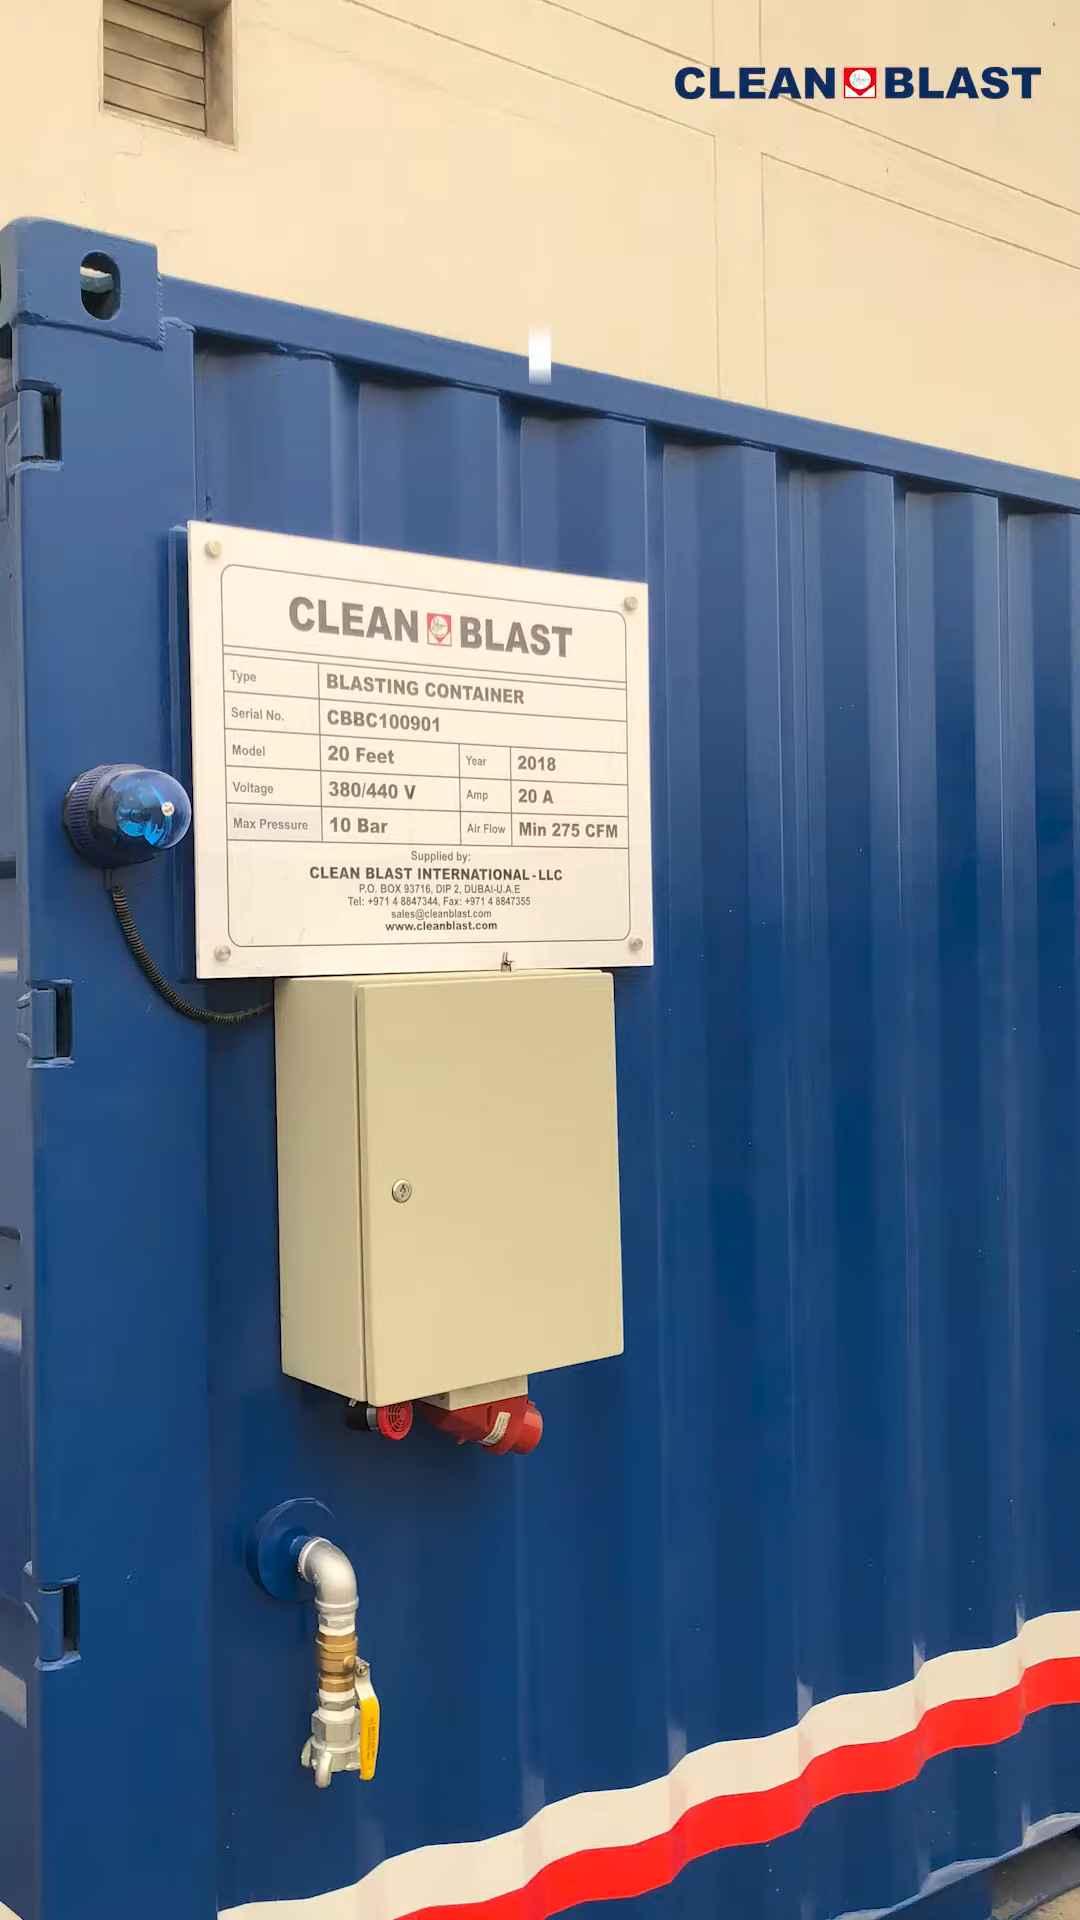 CLEAN BLAST
CLEAN BLAST
Type BLASTING CONTAINER
Serial No. CBBC100901
Model 20 Feet Year 2018
Voltage 380/440 V Amp 20 A
Max Pressure 10 Bar Air Flow Min 275 CFM
Supplied by:
CLEAN BLAST INTERNATIONAL - LLC
P.O. BOX 93716, DIP 2, DUBAI-U.A.E
Tel: +971 4 8847344, Fax: +971 4 8847355
sales@cleanblast.com
www.cleanblast.com